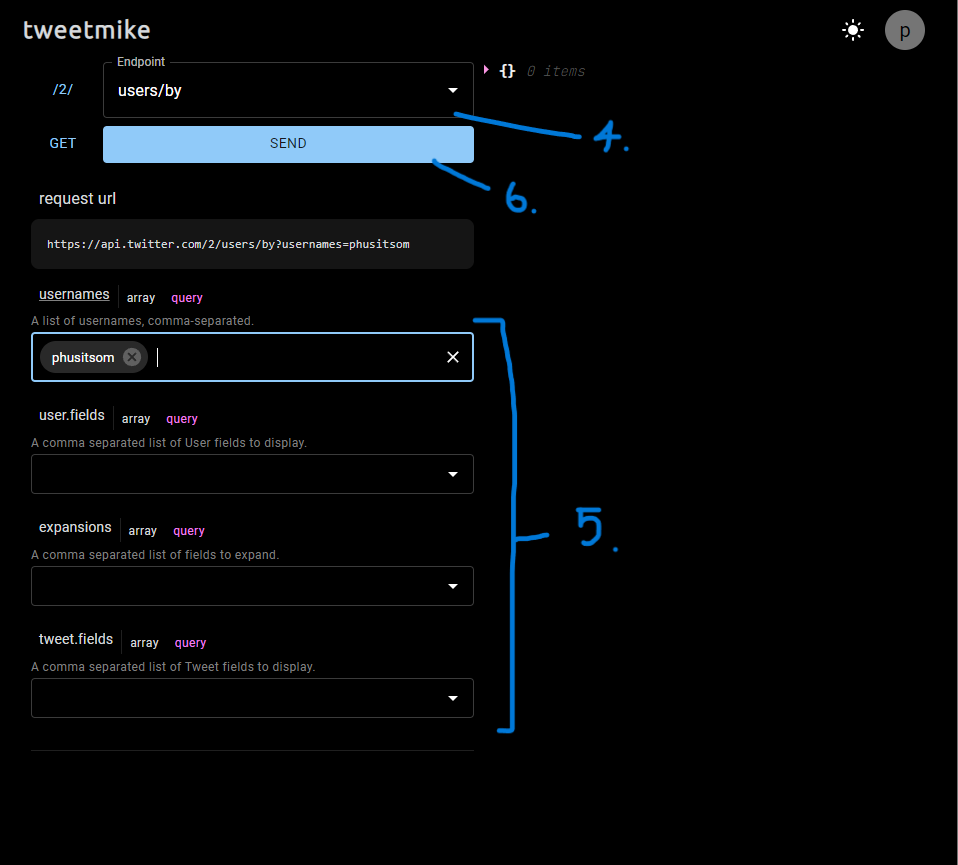 tweetmike
p
Endpoint
/2/ users/by
{} 0 items
4.
GET SEND
6.
request url
https://api.twitter.com/2/users/by?usernames=phusitsom
usernames array query
A list of usernames, comma-separated.
phusitsom
user.fields array query
A comma separated list of User fields to display.
5.
expansions array query
A comma separated list of fields to expand.
tweet.fields array query
A comma separated list of Tweet fields to display.